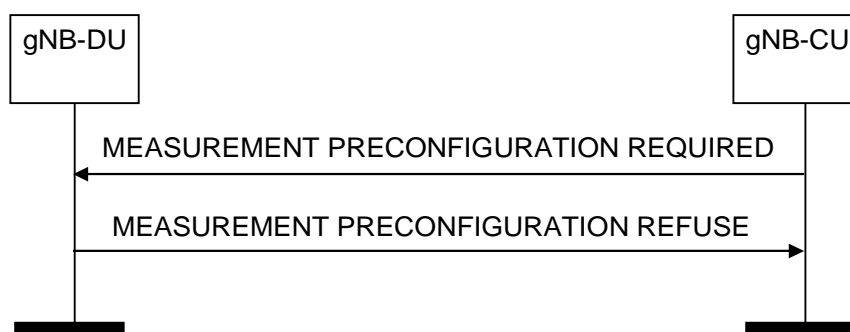 gNB-DU
gNB-CU
MEASUREMENT PRECONFIGURATION REQUIRED
MEASUREMENT PRECONFIGURATION REFUSE